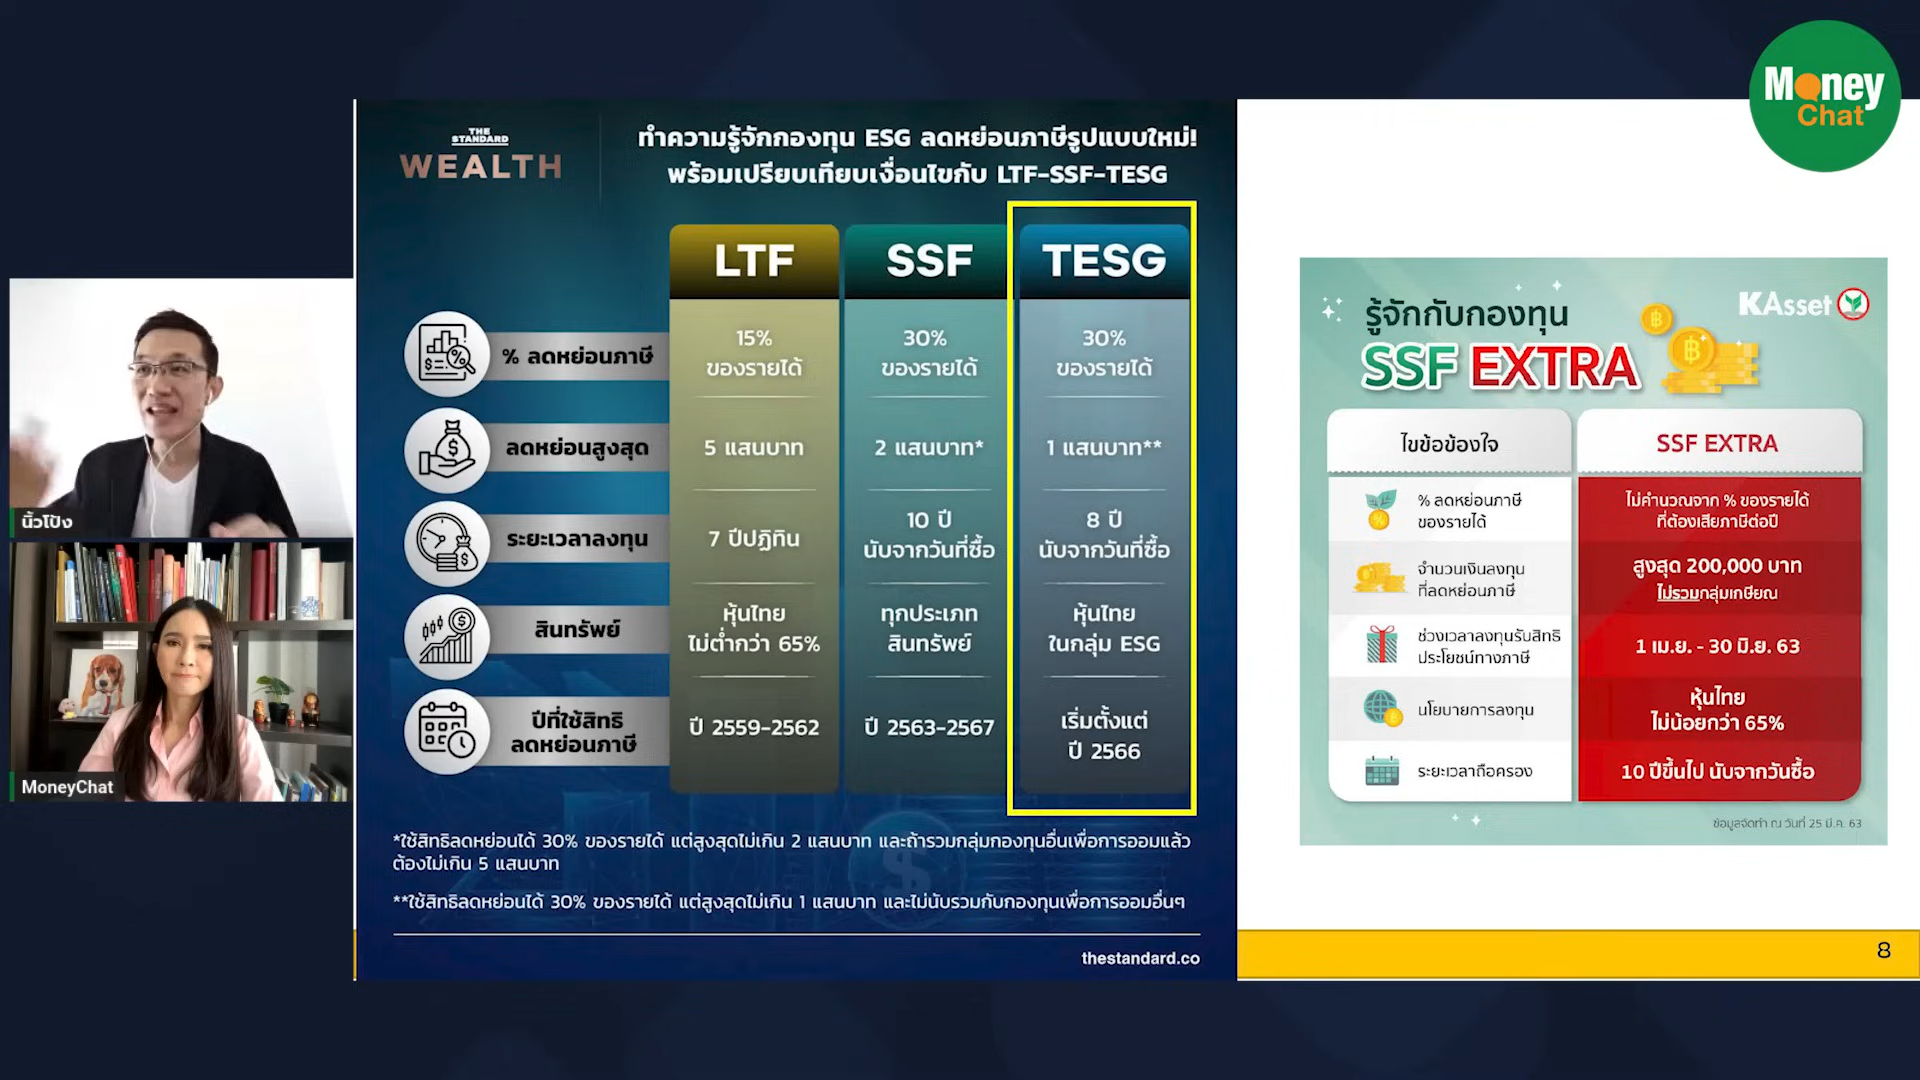 Money
Chat
THE
STANDARD
WEALTH
ทำความรู้จักกองทุน ESG ลดหย่อนภาษีรูปแบบใหม่!
พร้อมเปรียบเทียบเงื่อนไขกับ LTF-SSF-TESG
LTF
SSF
TESG
% ลดหย่อนภาษี
15%
ของรายได้
30%
ของรายได้
30%
ของรายได้
ลดหย่อนสูงสุด
5 แสนบาท
2 แสนบาท*
1 แสนบาท**
ระยะเวลาลงทุน
7 ปีปฏิทิน
10 ปี
นับจากวันที่ซื้อ
8 ปี
นับจากวันที่ซื้อ
สินทรัพย์
หุ้นไทย
ไม่ต่ำกว่า 65%
ทุกประเภท
สินทรัพย์
หุ้นไทย
ในกลุ่ม ESG
ปีที่ใช้สิทธิ
ลดหย่อนภาษี
ปี 2559-2562
ปี 2563-2567
เริ่มตั้งแต่
ปี 2566
*ใช้สิทธิลดหย่อนได้ 30% ของรายได้ แต่สูงสุดไม่เกิน 2 แสนบาท และถ้ารวมกลุ่มกองทุนอื่นเพื่อการออมแล้ว
ต้องไม่เกิน 5 แสนบาท
**ใช้สิทธิลดหย่อนได้ 30% ของรายได้ แต่สูงสุดไม่เกิน 1 แสนบาท และไม่นับรวมกับกองทุนเพื่อการออมอื่นๆ
thestandard.co
รู้จักกับกองทุน
SSF EXTRA
KAsset
ไขข้อข้องใจ
SSF EXTRA
% ลดหย่อนภาษี
ของรายได้
ไม่คำนวณจาก % ของรายได้
ที่ต้องเสียภาษีต่อปี
จำนวนเงินลงทุน
ที่ลดหย่อนภาษี
สูงสุด 200,000 บาท
ไม่รวมกลุ่มเกษียณ
ช่วงเวลาลงทุนรับสิทธิ
ประโยชน์ทางภาษี
1 เม.ย. - 30 มิ.ย. 63
นโยบายการลงทุน
หุ้นไทย
ไม่น้อยกว่า 65%
ระยะเวลาถือครอง
10 ปีขึ้นไป นับจากวันซื้อ
ข้อมูลจัดทำ ณ วันที่ 25 มี.ค. 63
8
นิ้วโป้ง
MoneyChat